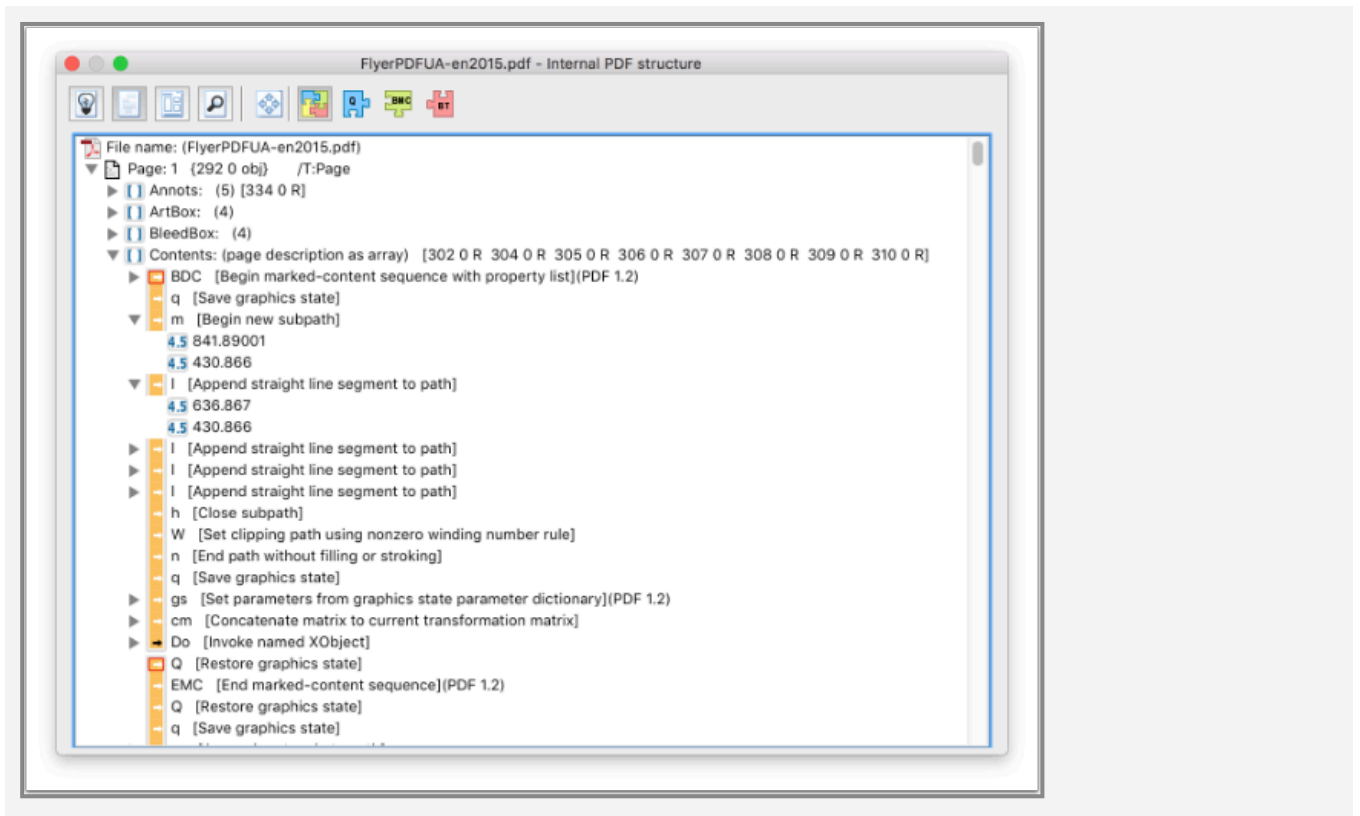 FlyerPDFUA-en2015.pdf - Internal PDF structure
Q BMC BT
File name: (FlyerPDFUA-en2015.pdf)
Page: 1 {292 0 obj} /T:Page
[ ] Annots: (5) [334 0 R]
[ ] ArtBox: (4)
[ ] BleedBox: (4)
[ ] Contents: (page description as array) [302 0 R 304 0 R 305 0 R 306 0 R 307 0 R 308 0 R 309 0 R 310 0 R]
BDC [Begin marked-content sequence with property list](PDF 1.2)
q [Save graphics state]
m [Begin new subpath]
4.5 841.89001
4.5 430.866
l [Append straight line segment to path]
4.5 636.867
4.5 430.866
l [Append straight line segment to path]
l [Append straight line segment to path]
l [Append straight line segment to path]
h [Close subpath]
W [Set clipping path using nonzero winding number rule]
n [End path without filling or stroking]
q [Save graphics state]
gs [Set parameters from graphics state parameter dictionary](PDF 1.2)
cm [Concatenate matrix to current transformation matrix]
Do [Invoke named XObject]
Q [Restore graphics state]
EMC [End marked-content sequence](PDF 1.2)
Q [Restore graphics state]
q [Save graphics state]